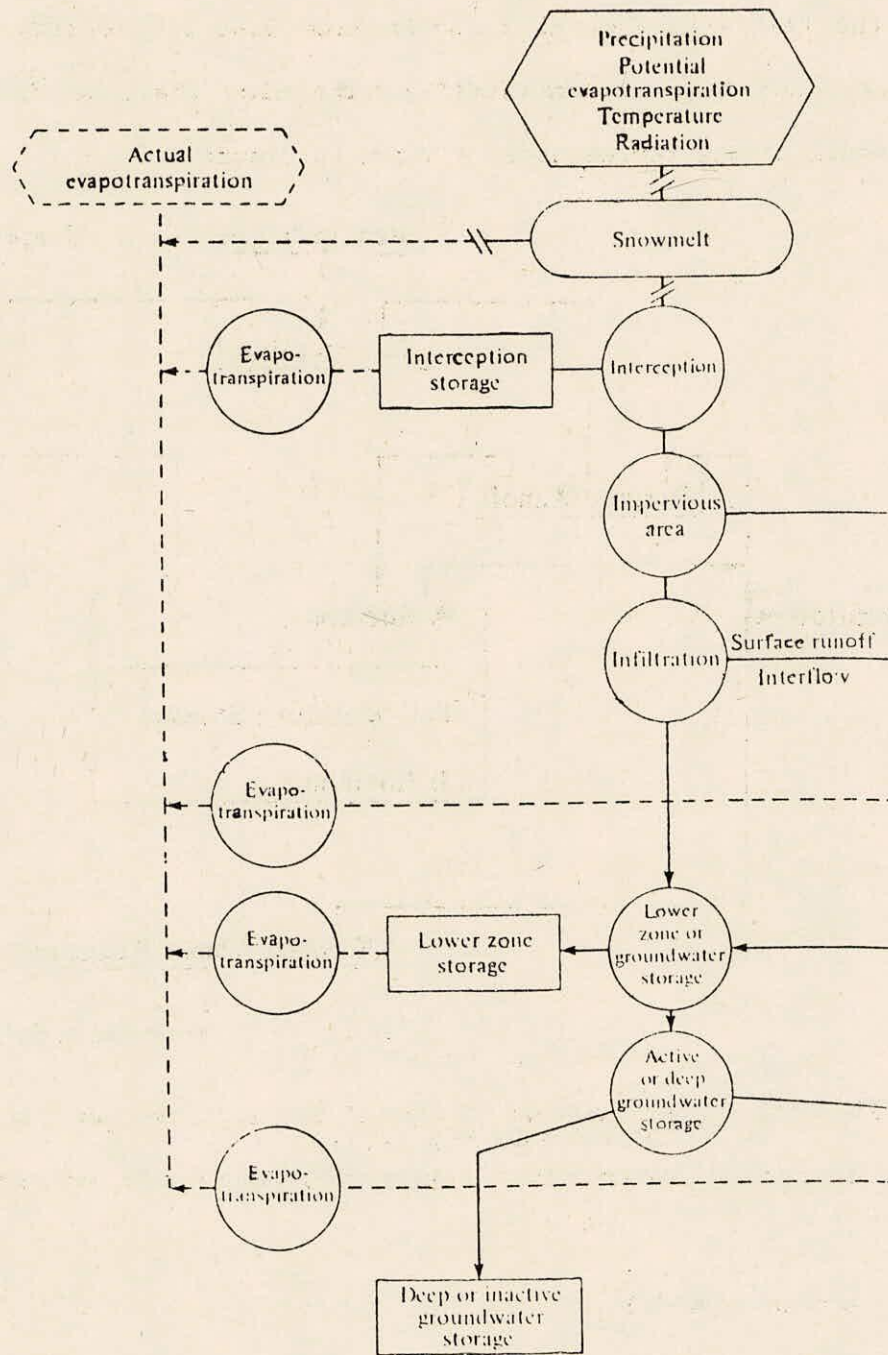 Precipitation
Potential
evapotranspiration
Temperature
Radiation
Actual
evapotranspiration
Snowmelt
Evapo-
transpiration
Interception
storage
Interception
Impervious
area
Infiltration
Surface runoff
Interflow
Evapo-
transpiration
Evapo-
transpiration
Lower zone
storage
Lower
zone or
groundwater
storage
Active
or deep
groundwater
storage
Evapo-
transpiration
Deep or inactive
groundwater
storage